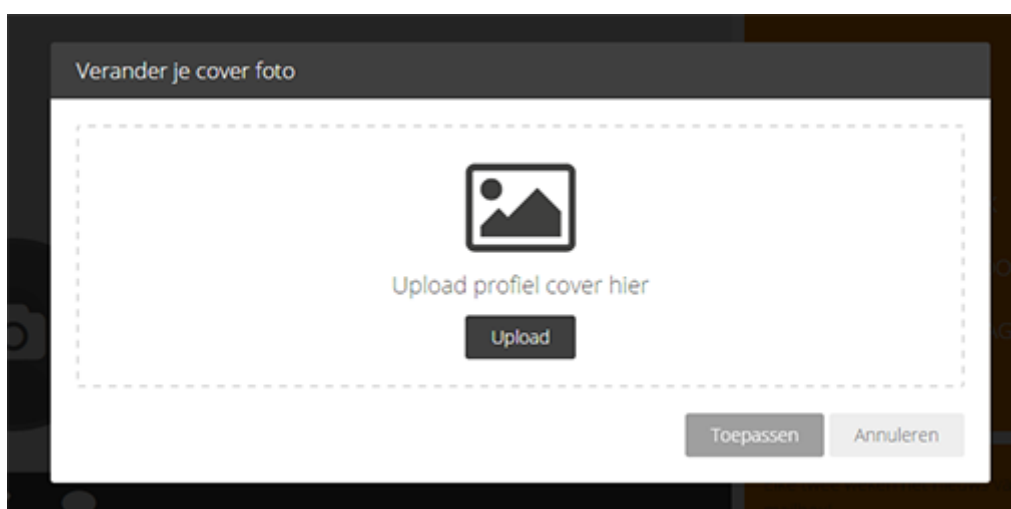 Verander je cover foto
Upload profiel cover hier
Upload
Toepassen
Annuleren